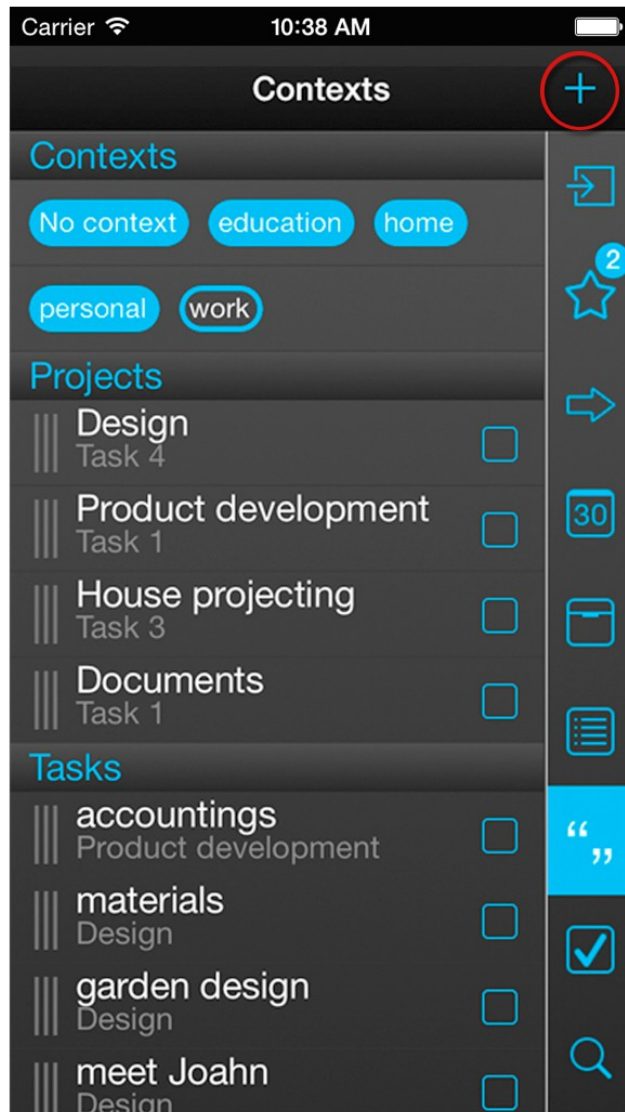 Carrier 10:38 AM
Contexts +
Contexts
No context education home
2
personal work
Projects
Design
Task 4
Product development
30
Task 1
House projecting
Task 3
Documents
Task 1
Tasks
accountings
“ „
Product development
materials
Design
garden design
Design
meet Joahn
Design